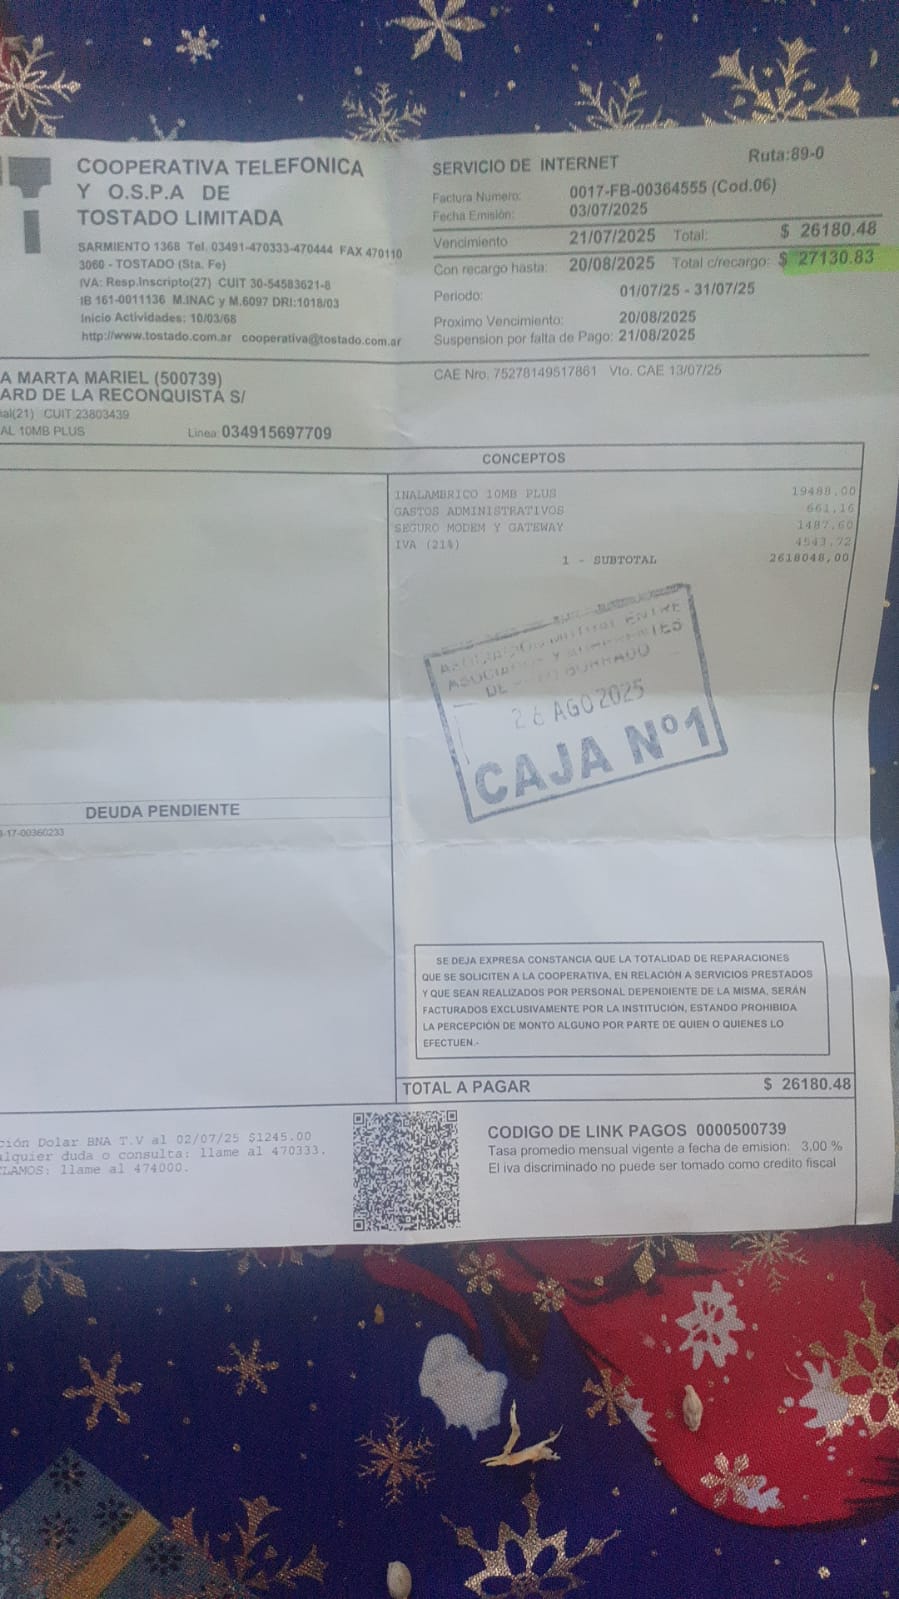 COOPERATIVA TELEFONICA
Y O.S.P.A DE
TOSTADO LIMITADA
SARMIENTO 1368 Tel. 03491-470333-470444 FAX 470110
3060 - TOSTADO (Sta. Fe)
IVA: Resp.Inscripto(27) CUIT 30-54583621-8
IB 161-0011136 M.INAC y M.6097 DRI:1018/03
Inicio Actividades: 10/03/68
http://www.tostado.com.ar cooperativa@tostado.com.ar
SERVICIO DE INTERNET
Ruta:89-0
Factura Numero: 0017-FB-00364555 (Cod.06)
Fecha Emisión: 03/07/2025
Vencimiento 21/07/2025 Total: $ 26180.48
Con recargo hasta: 20/08/2025 Total c/recargo: $ 27130.83
Periodo: 01/07/25 - 31/07/25
Proximo Vencimiento: 20/08/2025
Suspension por falta de Pago: 21/08/2025
CAE Nro: 75278149517861 Vto. CAE 13/07/25
A MARTA MARIEL (500739)
ARD DE LA RECONQUISTA S/
nal(21) CUIT:23803439
AL 10MB PLUS Linea: 034915697709
CONCEPTOS
INALAMBRICO 10MB PLUS 19488,00
GASTOS ADMINISTRATIVOS 661,16
SEGURO MODEM Y GATEWAY 1487,60
IVA (21%) 4543,72
1 - SUBTOTAL 2618048,00
ENTRE
DE
26 AGO 2025
CAJA Nº1
DEUDA PENDIENTE
-17-00360233
SE DEJA EXPRESA CONSTANCIA QUE LA TOTALIDAD DE REPARACIONES
QUE SE SOLICITEN A LA COOPERATIVA, EN RELACIÓN A SERVICIOS PRESTADOS
Y QUE SEAN REALIZADOS POR PERSONAL DEPENDIENTE DE LA MISMA, SERÁN
FACTURADOS EXCLUSIVAMENTE POR LA INSTITUCIÓN, ESTANDO PROHIBIDA
LA PERCEPCIÓN DE MONTO ALGUNO POR PARTE DE QUIEN O QUIENES LO
EFECTUEN.-
TOTAL A PAGAR $ 26180.48
ción Dolar BNA T.V al 02/07/25 $1245.00
alquier duda o consulta: llame al 470333.
LAMOS: llame al 474000.
CODIGO DE LINK PAGOS 0000500739
Tasa promedio mensual vigente a fecha de emision: 3,00 %
El iva discriminado no puede ser tomado como credito fiscal